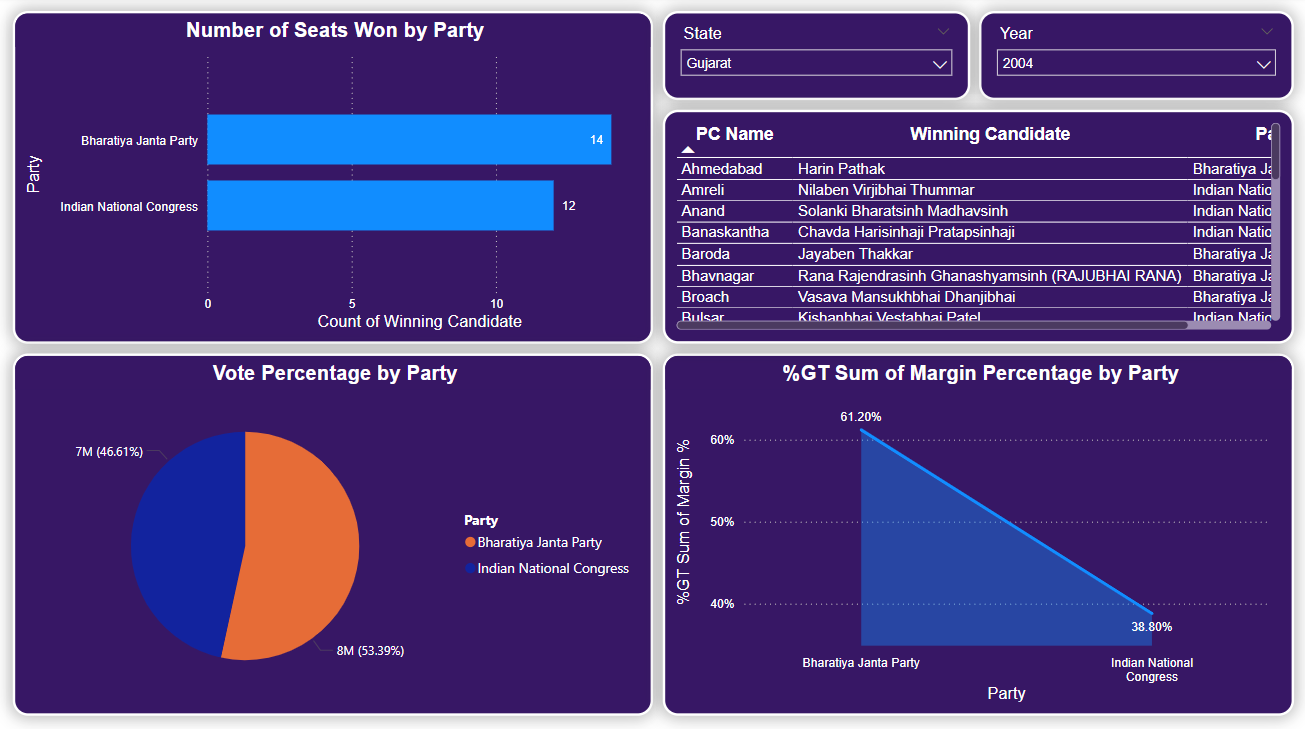 Number of Seats Won by Party
Party
Bharatiya Janta Party
14
Indian National Congress
12
0 5 10
Count of Winning Candidate
State
Gujarat
Year
2004
PC Name Winning Candidate Pa
Ahmedabad Harin Pathak Bharatiya Ja
Amreli Nilaben Virjibhai Thummar Indian Natio
Anand Solanki Bharatsinh Madhavsinh Indian Natio
Banaskantha Chavda Harisinhaji Pratapsinhaji Indian Natio
Baroda Jayaben Thakkar Bharatiya Ja
Bhavnagar Rana Rajendrasinh Ghanashyamsinh (RAJUBHAI RANA) Bharatiya Ja
Broach Vasava Mansukhbhai Dhanjibhai Bharatiya Ja
Bulsar Kishanbhai Vestabhai Patel Indian Natio
Vote Percentage by Party
7M (46.61%)
8M (53.39%)
Party
Bharatiya Janta Party
Indian National Congress
%GT Sum of Margin Percentage by Party
%GT Sum of Margin %
61.20%
60%
50%
40%
38.80%
Bharatiya Janta Party
Indian National
Congress
Party